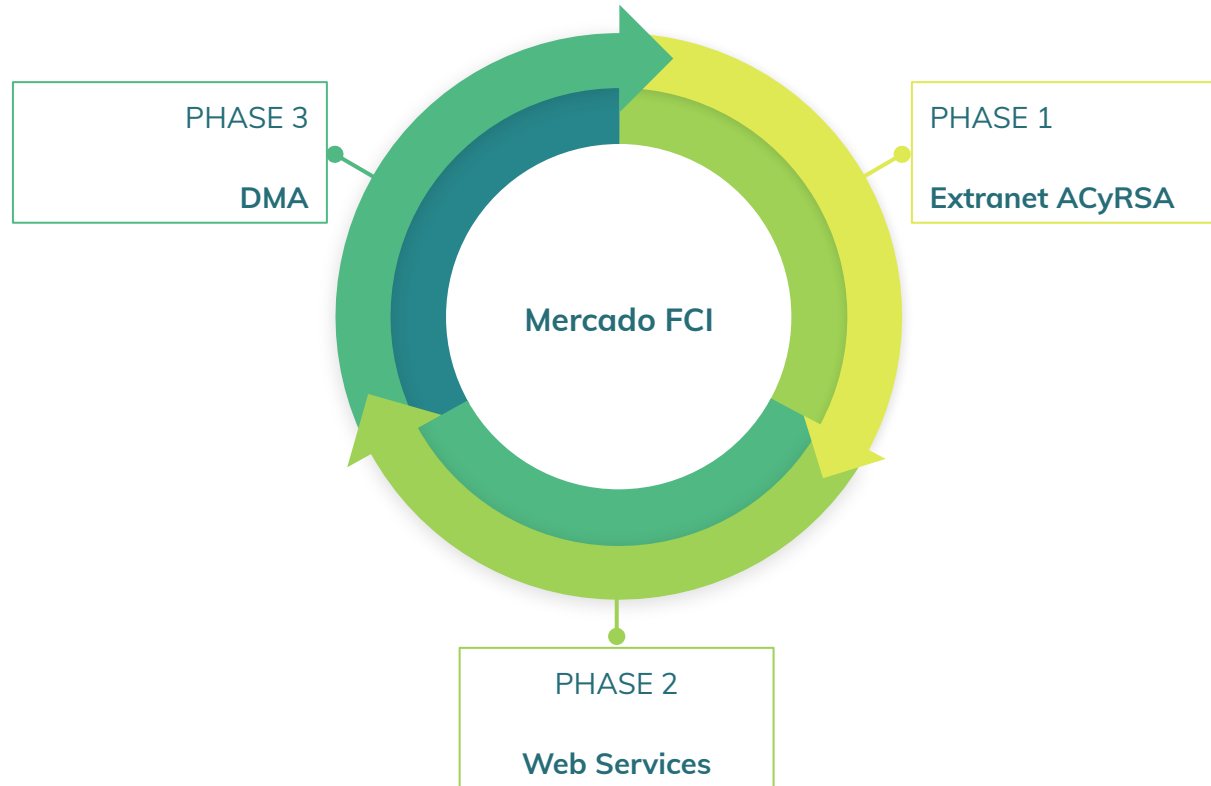 PHASE 3
DMA
PHASE 1
Extranet ACyRSA
Mercado FCI
PHASE 2
Web Services